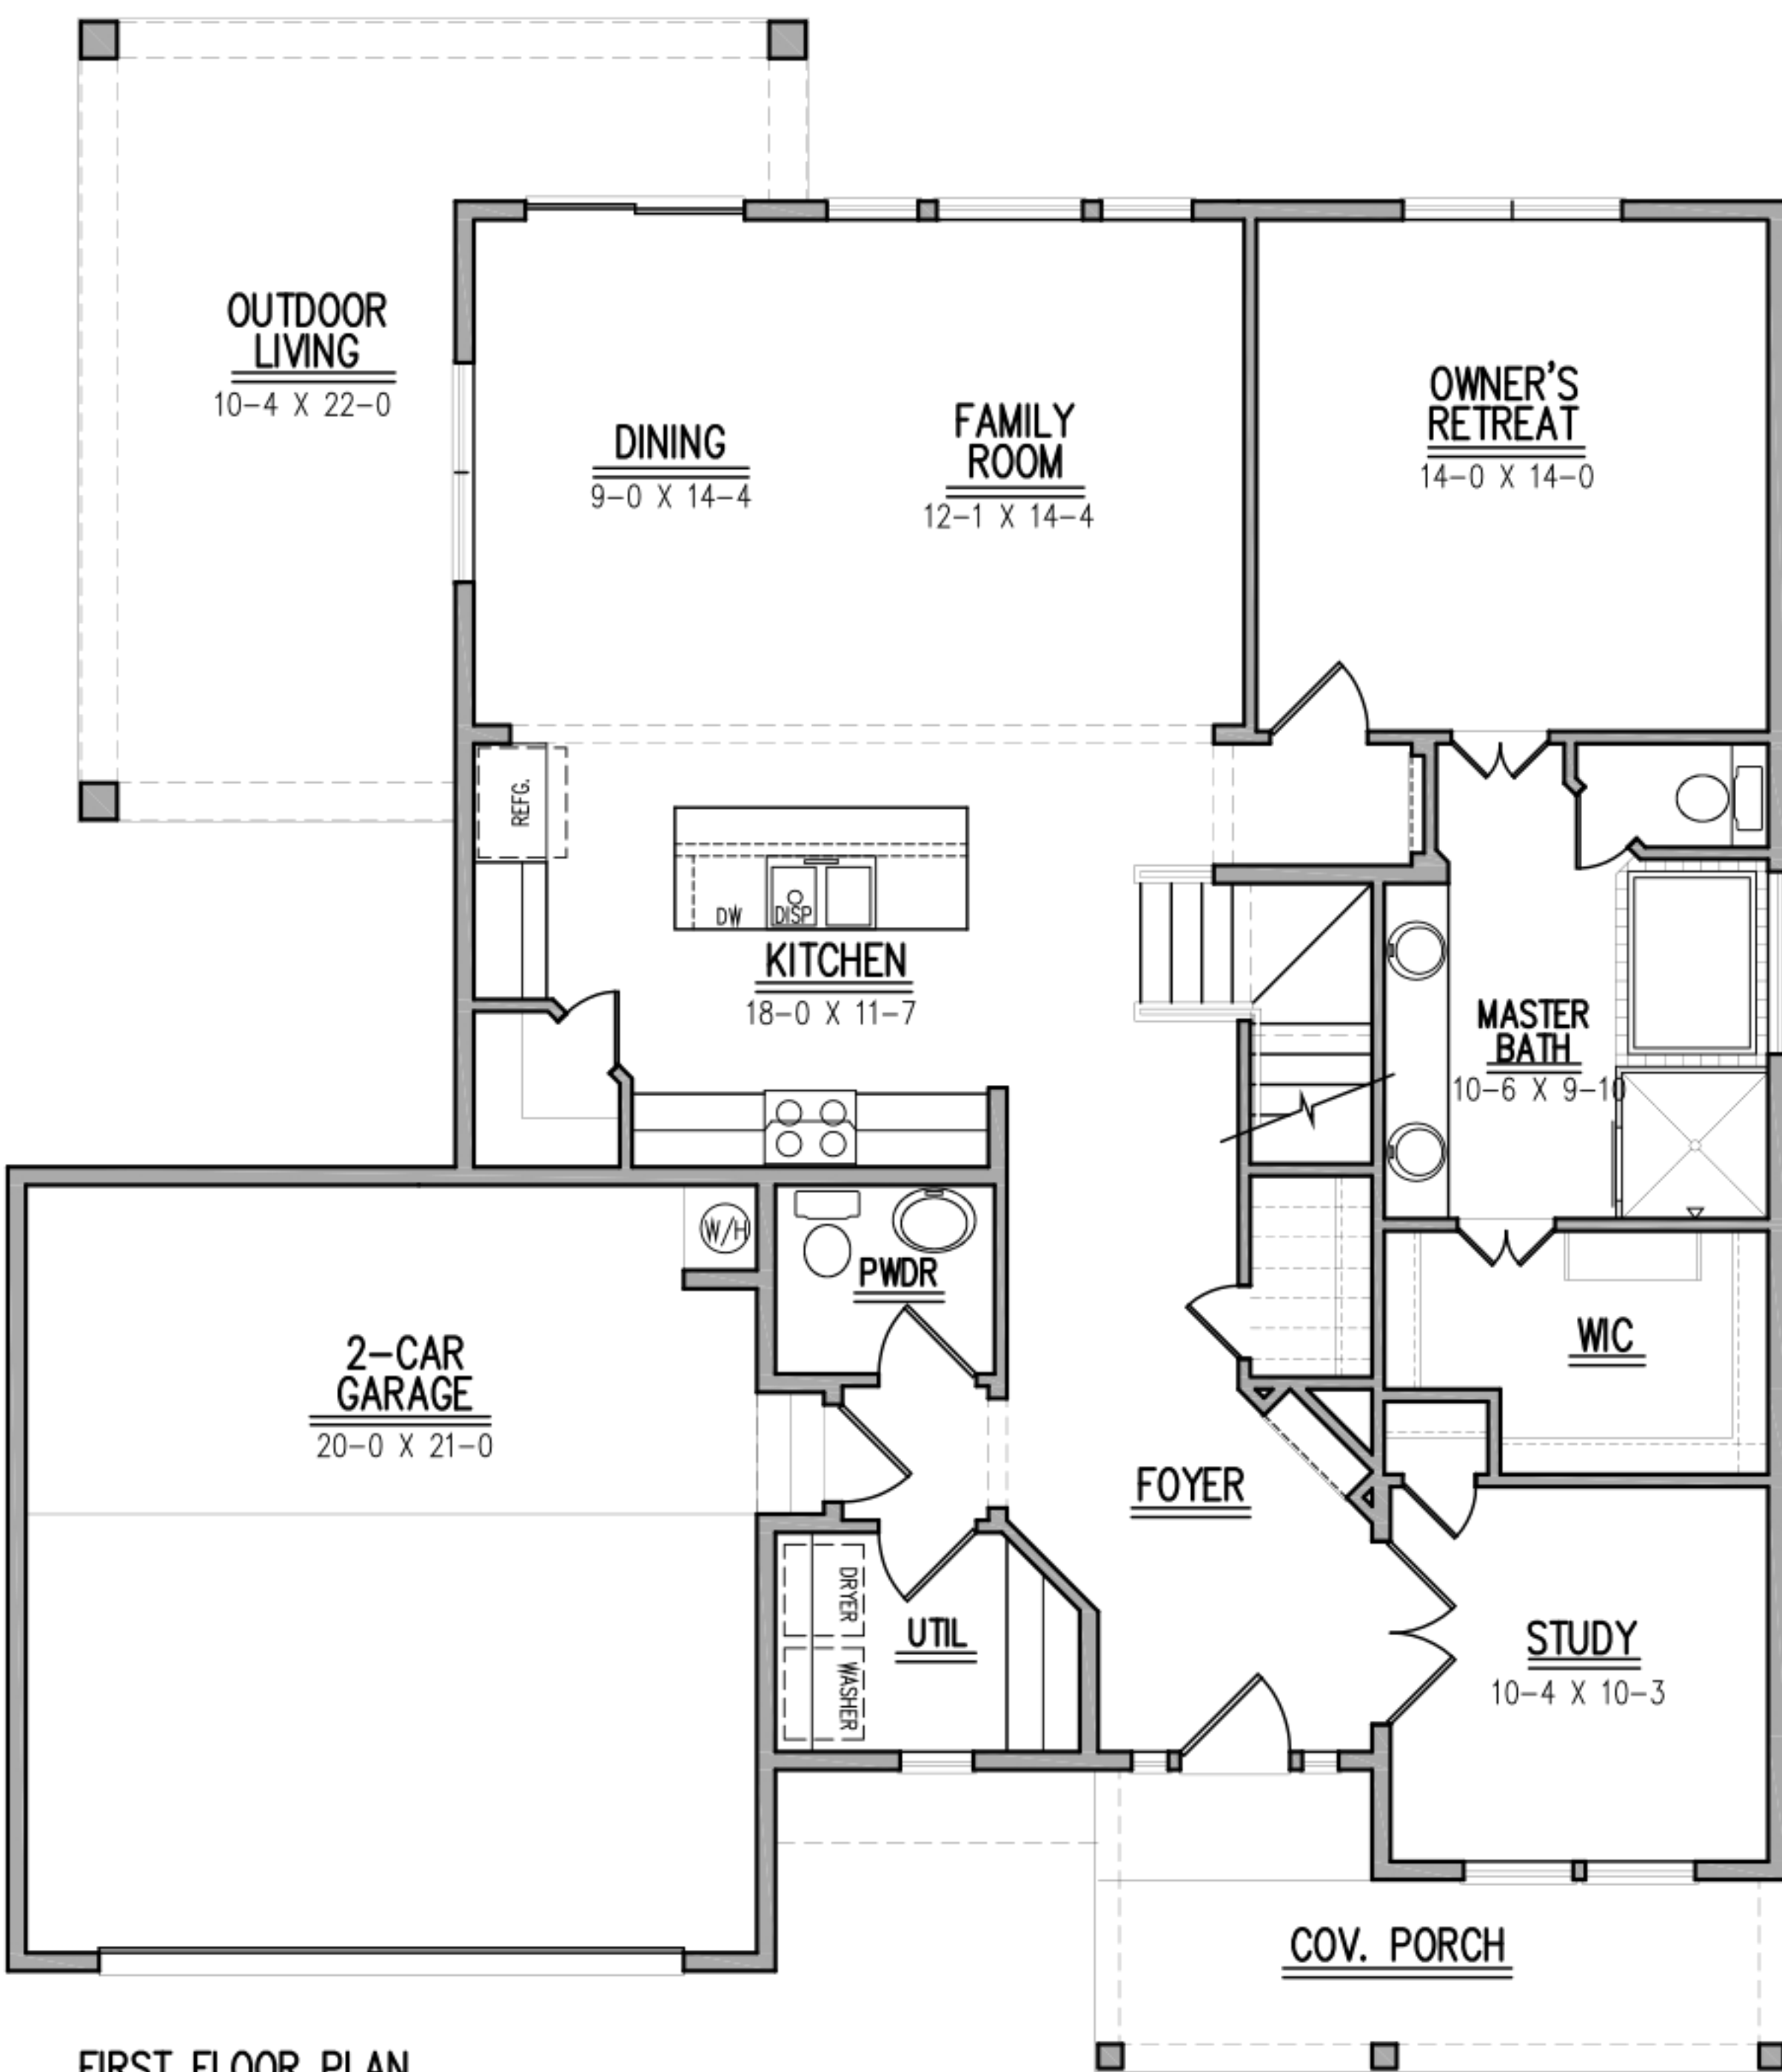 OUTDOOR
LIVING
10-4 X 22-0
DINING
9-0 X 14-4
FAMILY
ROOM
12-1 X 14-4
OWNER'S
RETREAT
14-0 X 14-0
REFG.
DW
DISP
KITCHEN
18-0 X 11-7
MASTER
BATH
10-6 X 9-10
W/H
PWDR
2-CAR
GARAGE
20-0 X 21-0
WIC
FOYER
DRYER
WASHER
UTIL
STUDY
10-4 X 10-3
COV. PORCH
FIRST FLOOR PLAN